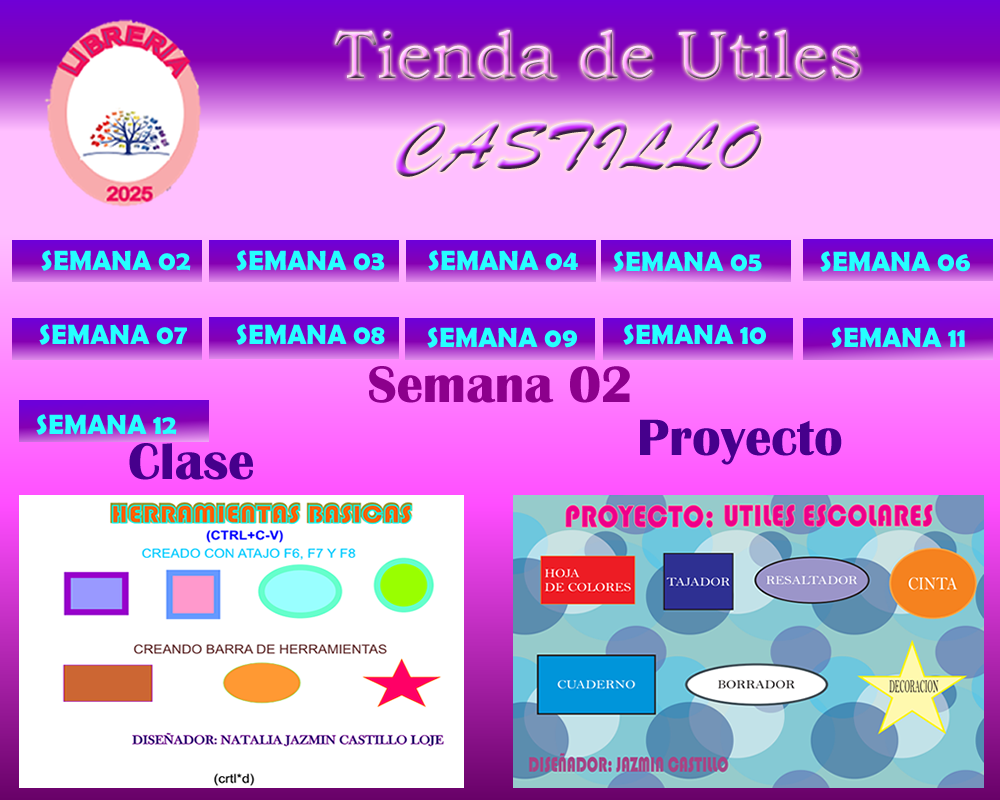 LIBRERIA
2025
Tienda de Utiles
CASTILLO
SEMANA 02
SEMANA 03
SEMANA 04
SEMANA 05
SEMANA 06
SEMANA 07
SEMANA 08
SEMANA 09
SEMANA 10
SEMANA 11
Semana 02
SEMANA 12
Clase
Proyecto
HERRAMIENTAS BASICAS
(CTRL+C-V)
CREADO CON ATAJO F6, F7 Y F8
CREANDO BARRA DE HERRAMIENTAS
DISEÑADOR: NATALIA JAZMIN CASTILLO LOJE
(crtl*d)
PROYECTO: UTILES ESCOLARES
HOJA
DE COLORES
TAJADOR
RESALTADOR
CINTA
CUADERNO
BORRADOR
DECORACION
DISEÑADOR: JAZMIN CASTILLO